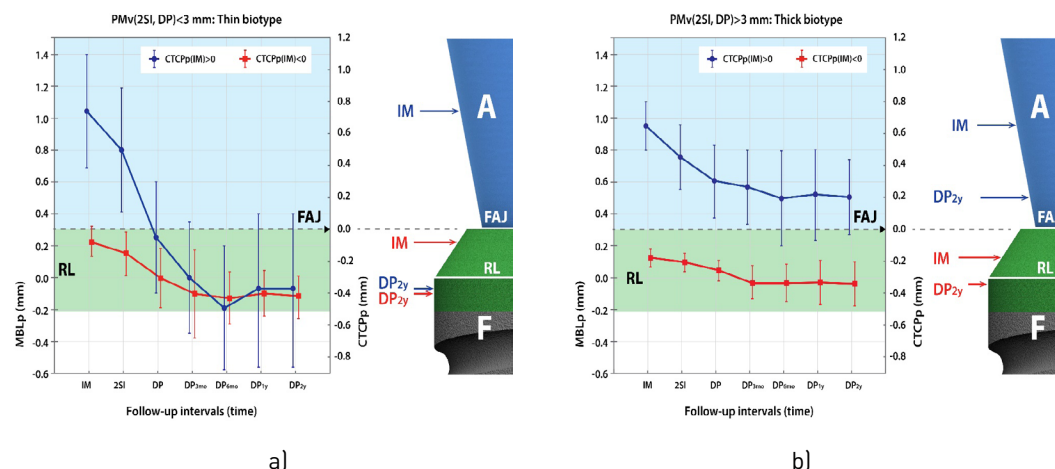 PMv(2SI, DP)<3 mm: Thin biotype
CTCPp(IM)>0 CTCPp(IM)<0
MBLp (mm)
1.4
1.2
1.0
0.8
0.6
0.4
0.2
0.0
-0.2
-0.4
-0.6
1.2
1.0
0.8
0.6
0.4
0.2
0.0
-0.2
-0.4
-0.6
-0.8
CTCPp (mm)
FAJ
RL
IM 2SI DP DP3mo DP6mo DP1y DP2y
Follow-up intervals (time)
IM
A
FAJ
IM
RL
DP2y
DP2y
F
a)
PMv(2SI, DP)>3 mm: Thick biotype
CTCPp(IM)>0 CTCPp(IM)<0
MBLp (mm)
1.4
1.2
1.0
0.8
0.6
0.4
0.2
0.0
-0.2
-0.4
-0.6
1.2
1.0
0.8
0.6
0.4
0.2
0.0
-0.2
-0.4
-0.6
-0.8
CTCPp (mm)
FAJ
RL
IM 2SI DP DP3mo DP6mo DP1y DP2y
Follow-up intervals (time)
A
IM
DP2y
FAJ
IM
RL
DP2y
F
b)